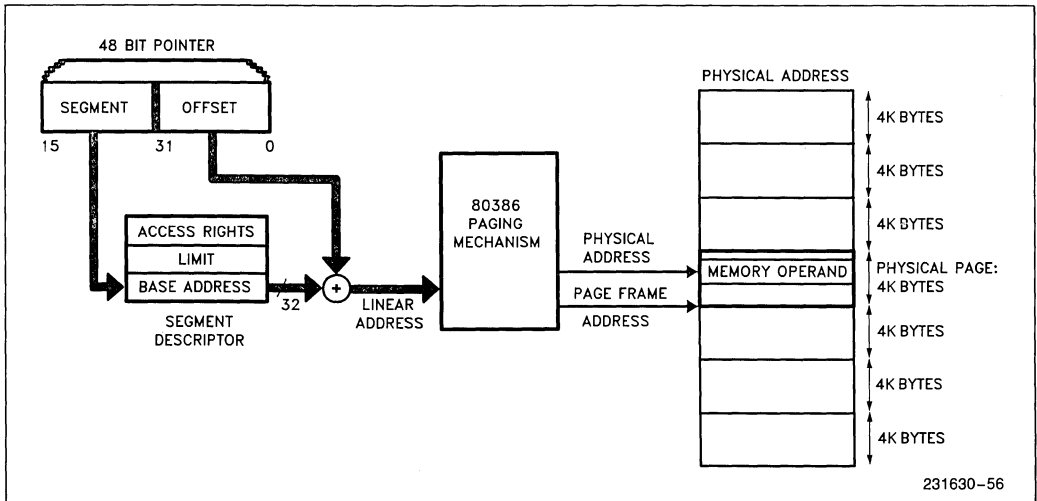 48 BIT POINTER
SEGMENT OFFSET
15 31 0
ACCESS RIGHTS
LIMIT
BASE ADDRESS
SEGMENT
DESCRIPTOR
32
+
LINEAR
ADDRESS
80386
PAGING
MECHANISM
PHYSICAL
ADDRESS
PAGE FRAME
ADDRESS
PHYSICAL ADDRESS
4K BYTES
4K BYTES
4K BYTES
MEMORY OPERAND
PHYSICAL PAGE:
4K BYTES
4K BYTES
4K BYTES
4K BYTES
231630-56